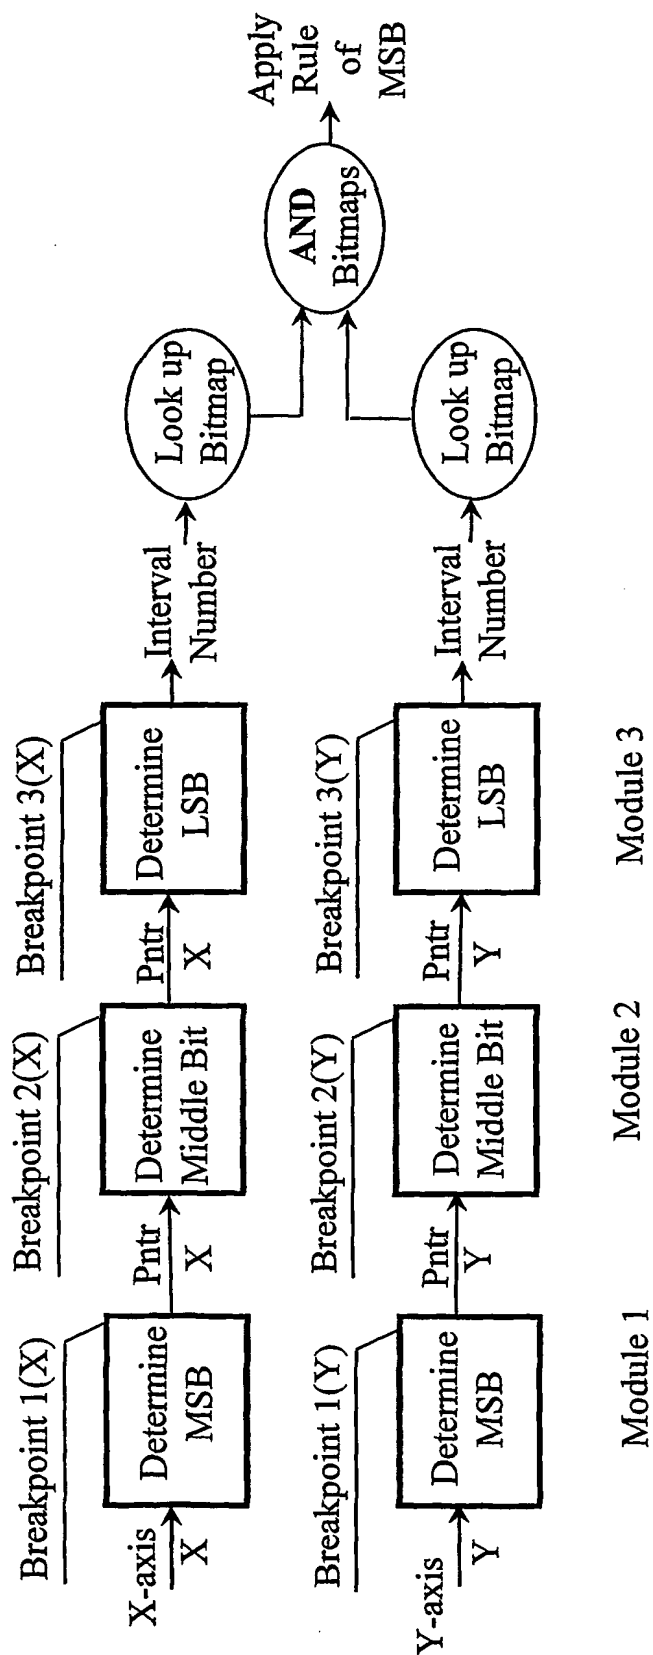 Breakpoint 1(X)
X-axis
X
Determine
MSB
Pntr
X
Breakpoint 2(X)
Determine
Middle Bit
Pntr
X
Breakpoint 3(X)
Determine
LSB
Interval
Number
Look up
Bitmap
AND
Bitmaps
Apply
Rule
of
MSB
Breakpoint 1(Y)
Y-axis
Y
Determine
MSB
Pntr
Y
Breakpoint 2(Y)
Determine
Middle Bit
Pntr
Y
Breakpoint 3(Y)
Determine
LSB
Interval
Number
Look up
Bitmap
Module 1
Module 2
Module 3